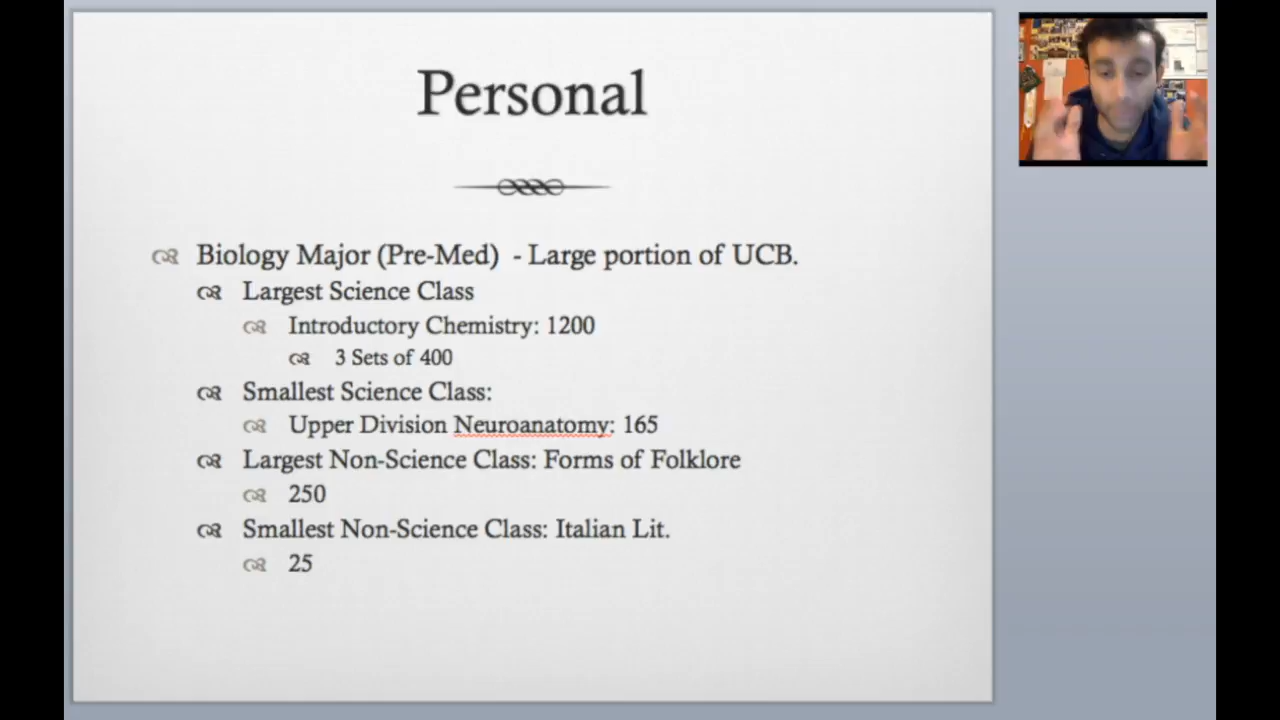 Personal
Biology Major (Pre-Med) - Large portion of UCB.
Largest Science Class
Introductory Chemistry: 1200
3 Sets of 400
Smallest Science Class:
Upper Division Neuroanatomy: 165
Largest Non-Science Class: Forms of Folklore
250
Smallest Non-Science Class: Italian Lit.
25